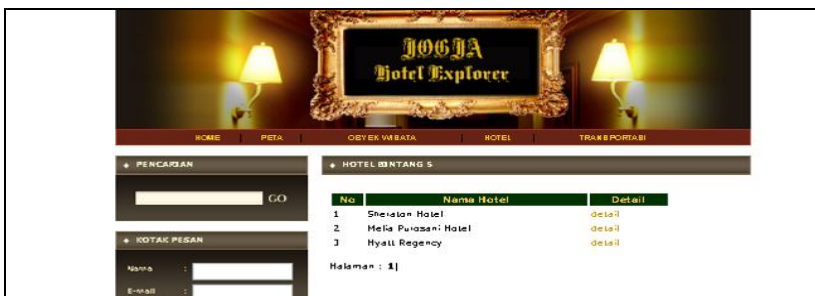 JOGJA
Hotel Explorer
HOME | PETA | OBYEK WISATA | HOTEL | TRANSPORTASI
PENCARIAN
GO
KOTAK PESAN
Nama :
E-mail :
HOTEL BINTANG 5
No Nama Hotel Detail
1 Sheraton Hotel detail
2 Melia Purosani Hotel detail
3 Hyatt Regency detail
Halaman : 1|